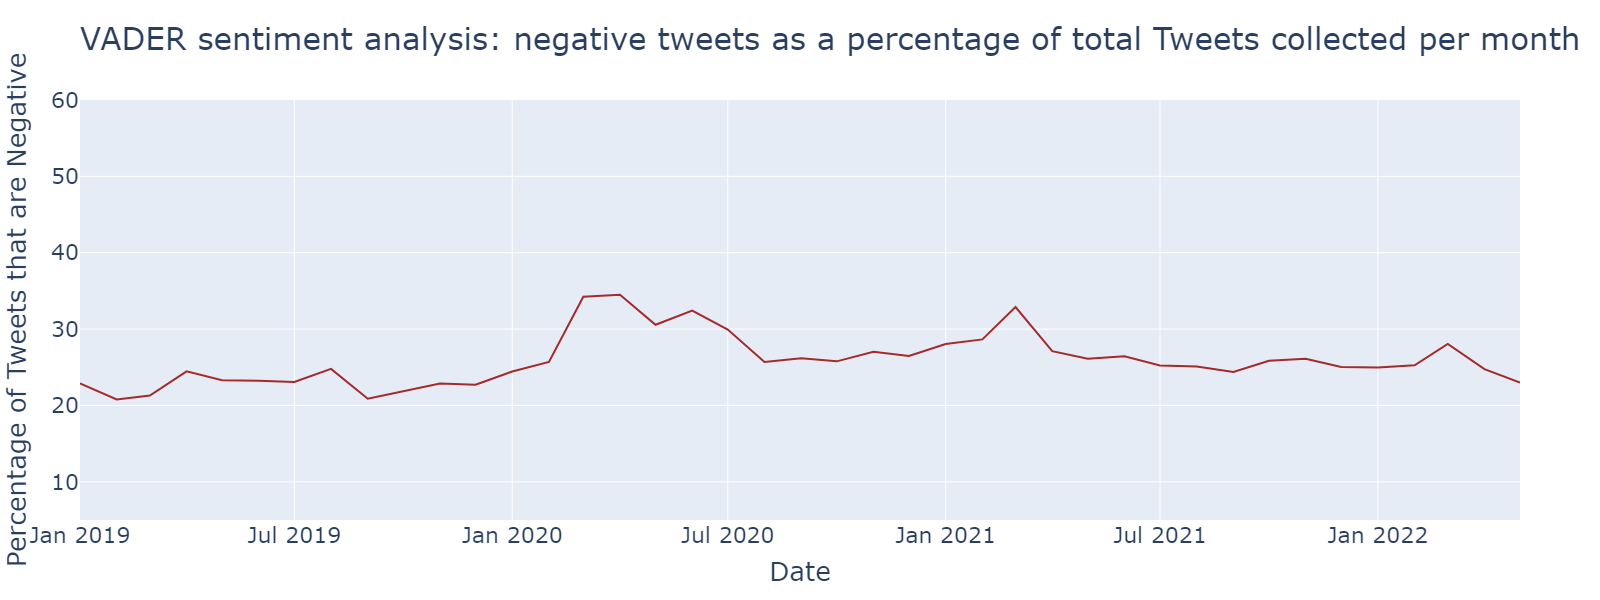 VADER sentiment analysis: negative tweets as a percentage of total Tweets collected per month
Percentage of Tweets that are Negative
60
50
40
30
20
10
Jan 2019
Jul 2019
Jan 2020
Jul 2020
Jan 2021
Jul 2021
Jan 2022
Date